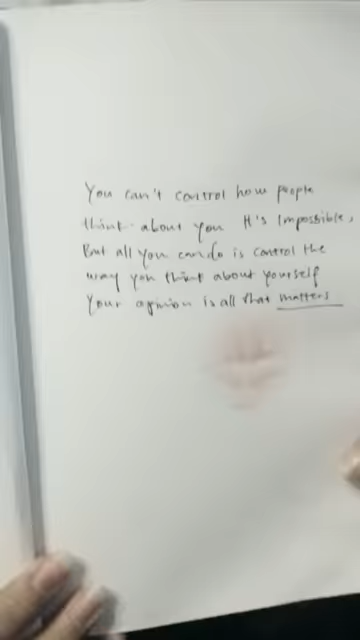 You can't control how people
think about you It's Impossible,
But all you can do is control the
way you think about yourself
Your opinion is all that matters